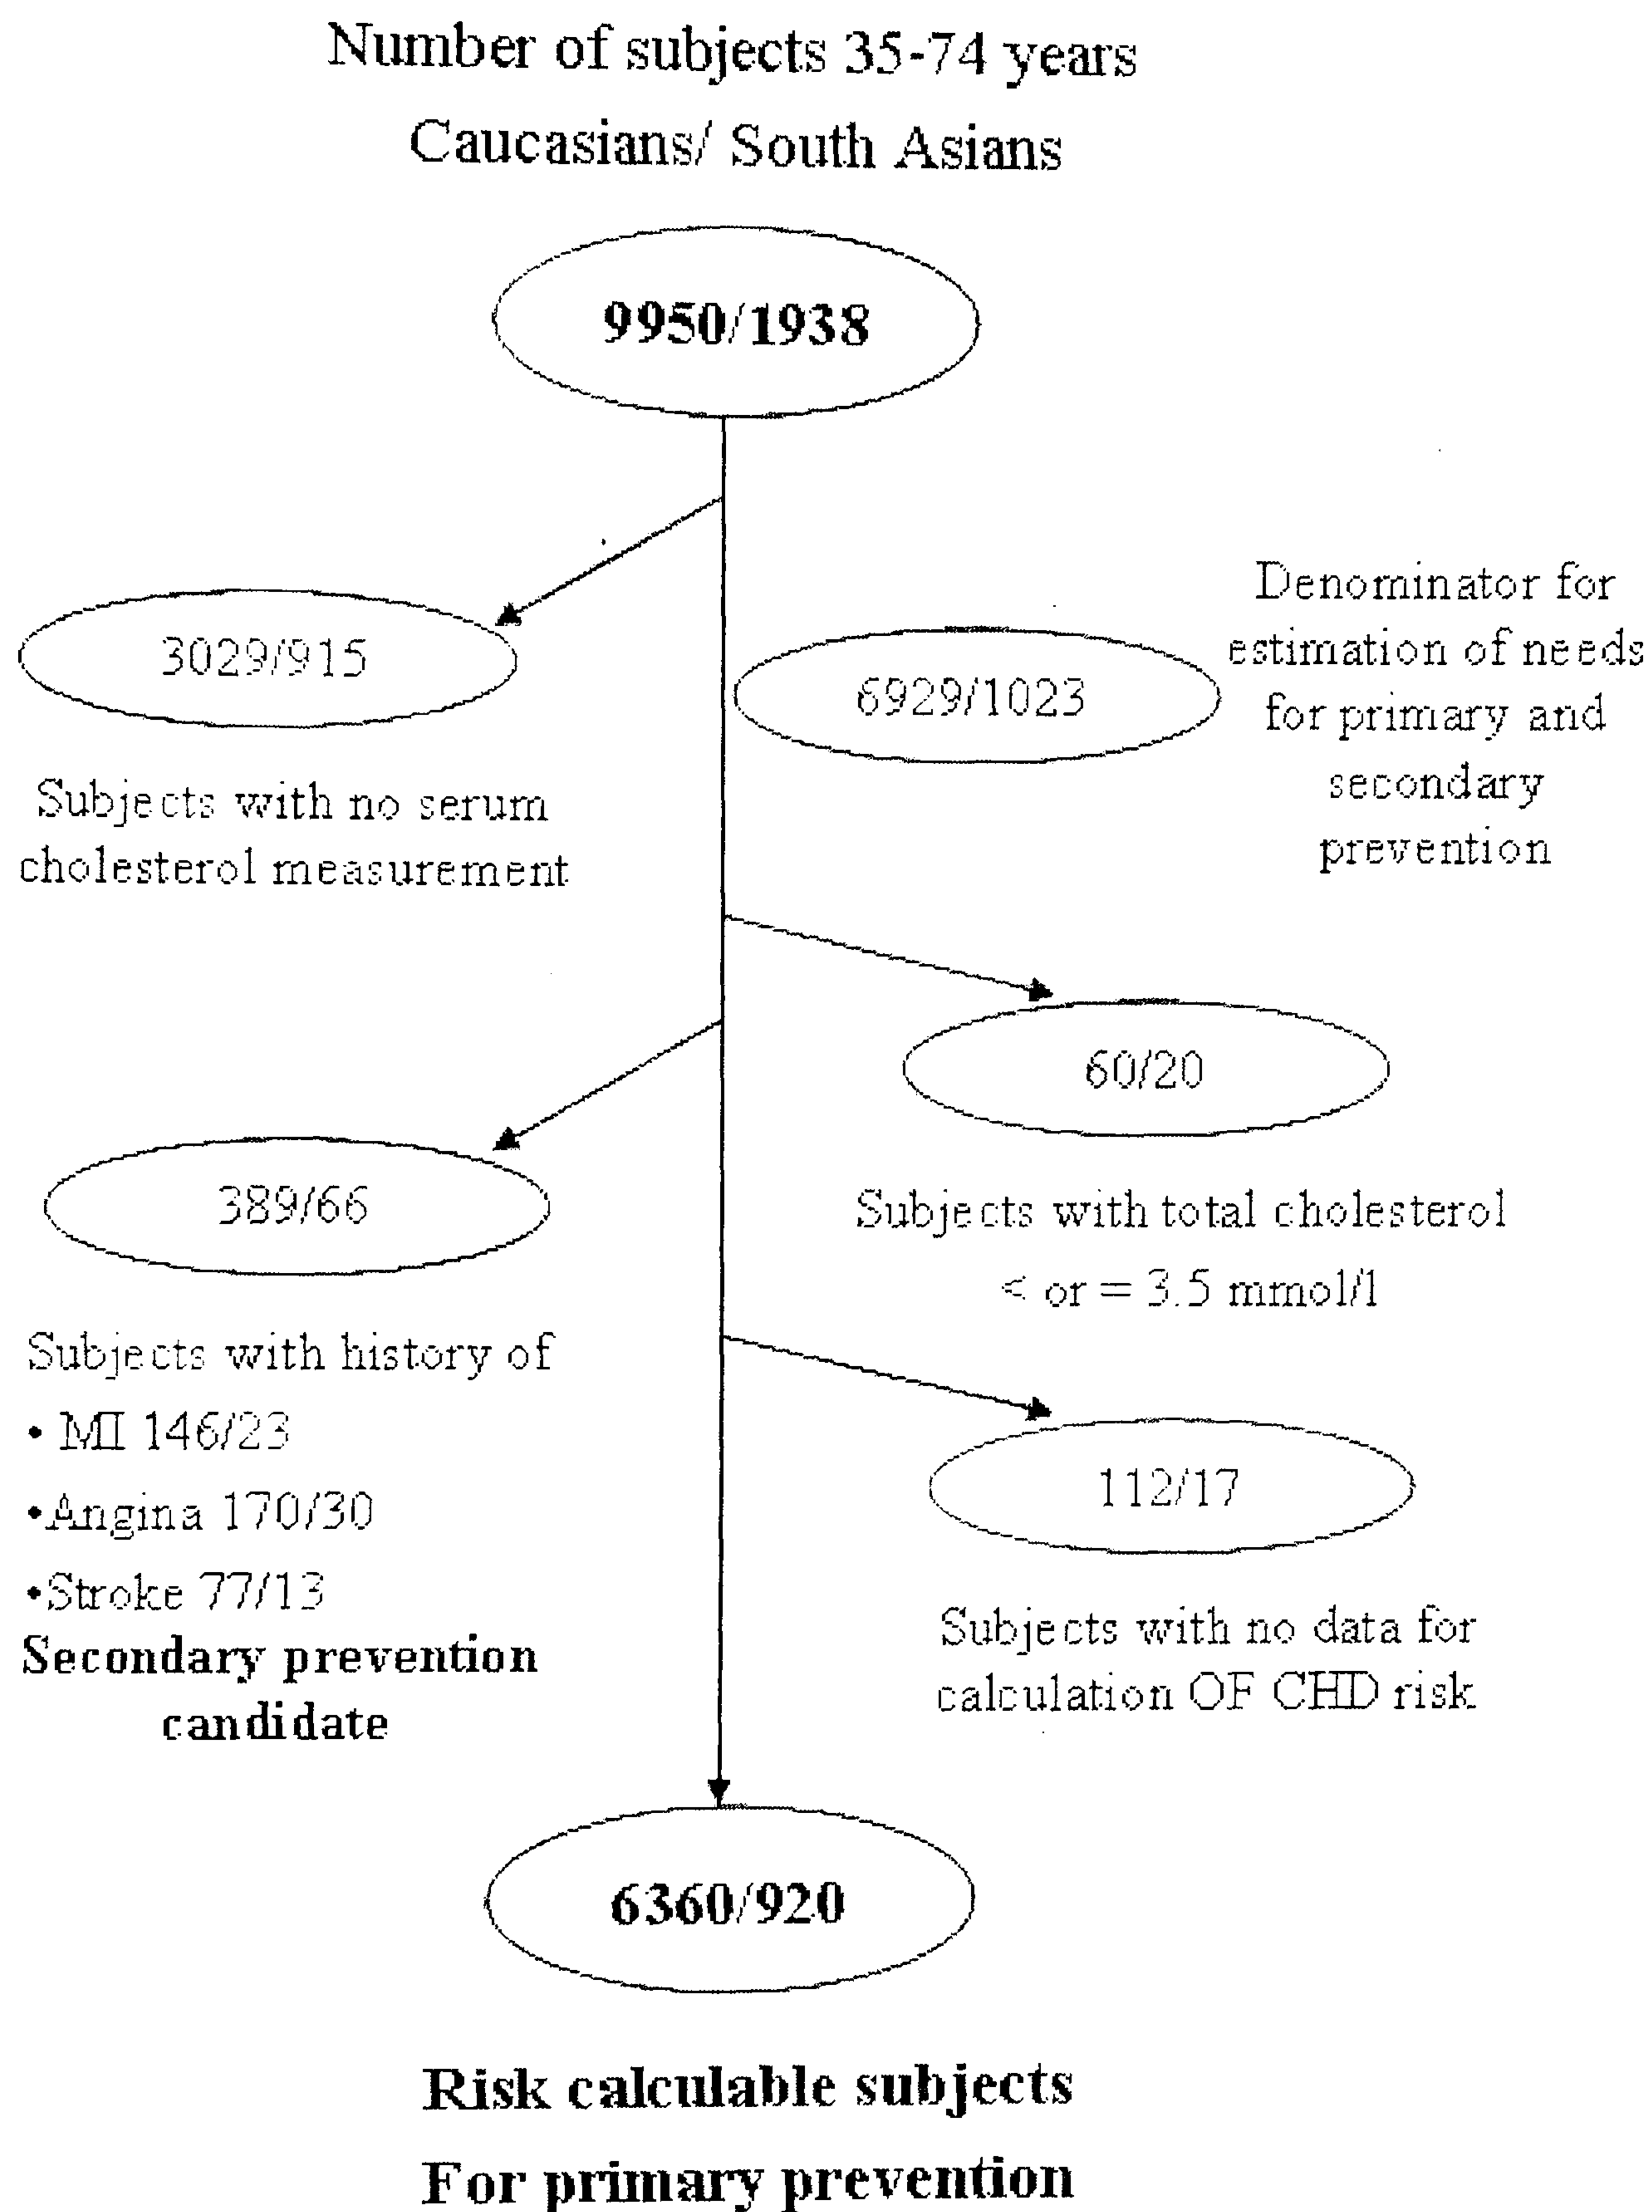 Number of subjects 35-74 years
Caucasians/ South Asians
9950/1938
3029/915
Subjects with no serum
cholesterol measurement
6929/1023
Denominator for
estimation of needs
for primary and
secondary
prevention
60/20
Subjects with total cholesterol
< or = 3.5 mmol/l
389/66
Subjects with history of
• MI 146/23
•Angina 170/30
•Stroke 77/13
Secondary prevention
candidate
112/17
Subjects with no data for
calculation OF CHD risk
6360/920
Risk calculable subjects
For primary prevention